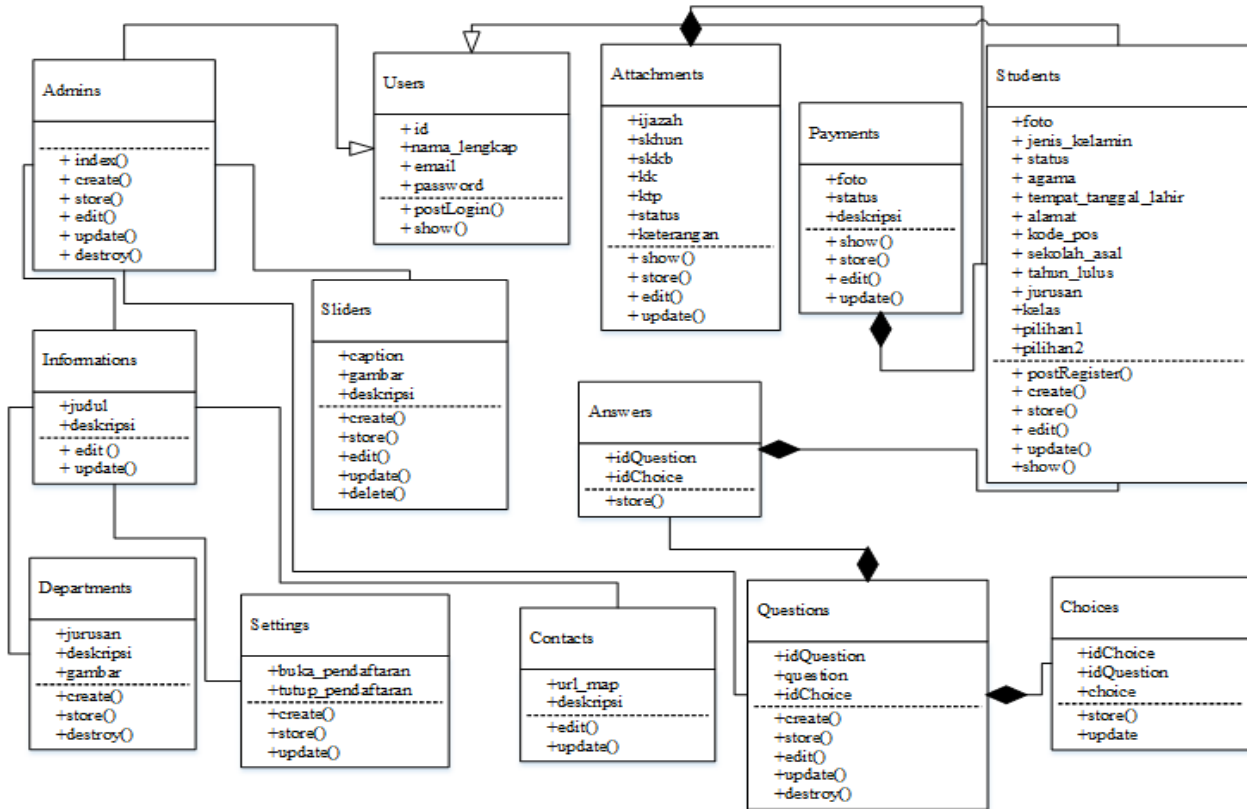 Admins
+ index()
+ create()
+ store()
+ edit()
+ update()
+ destroy()
Users
+ id
+nama_lengkap
+ email
+ password
+ postLogin()
+ show()
Attachments
+ijazah
+skhun
+skkb
+kk
+ktp
+status
+keterangan
+ show()
+ store()
+ edit()
+ update()
Payments
+foto
+status
+deskripsi
+ show()
+ store()
+ edit()
+ update()
Students
+foto
+ jenis_kelamin
+ status
+ agama
+ tempat_tanggal_lahir
+ alamat
+ kode_pos
+ sekolah_asal
+ tahun_lulus
+ jurusan
+kelas
+pilihan1
+pilihan2
+ postRegister()
+ create()
+ store()
+ edit()
+ update()
+show()
Sliders
+caption
+gambar
+deskripsi
+create()
+store()
+edit()
+update()
+delete()
Informations
+judul
+deskripsi
+ edit ()
+ update()
Answers
+idQuestion
+idChoice
+store()
Departments
+jurusan
+deskripsi
+gambar
+create()
+store()
+destroy()
Settings
+buka_pendaftaran
+tutup_pendaftaran
+create()
+store()
+update()
Contacts
+url_map
+deskripsi
+edit()
+update()
Questions
+idQuestion
+question
+idChoice
+create()
+store()
+edit()
+update()
+destroy()
Choices
+idChoice
+idQuestion
+choice
+store()
+update